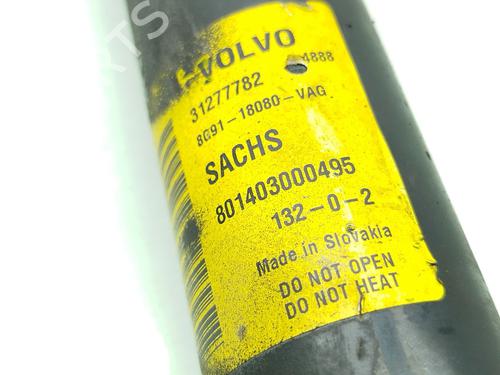 VOLVO
31277782 4888
8G91-18080-VAG
SACHS
801403000495
132-0-2
Made in Slovakia
DO NOT OPEN
DO NOT HEAT